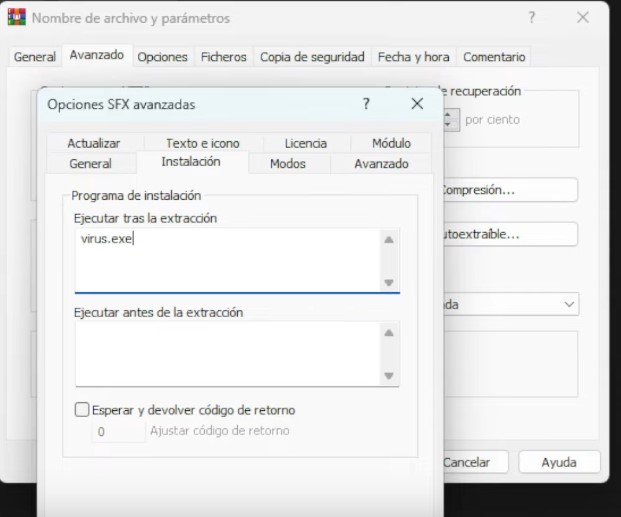 Nombre de archivo y parámetros
General Avanzado Opciones Ficheros Copia de seguridad Fecha y hora Comentario
de recuperación
Opciones SFX avanzadas
por ciento
Actualizar Texto e icono Licencia Módulo
General Instalación Modos Avanzado
Compresión...
Programa de instalación
Ejecutar tras la extracción
utoextraíble...
virus.exe
da
Ejecutar antes de la extracción
Esperar y devolver código de retorno
0 Ajustar código de retorno
Cancelar Ayuda